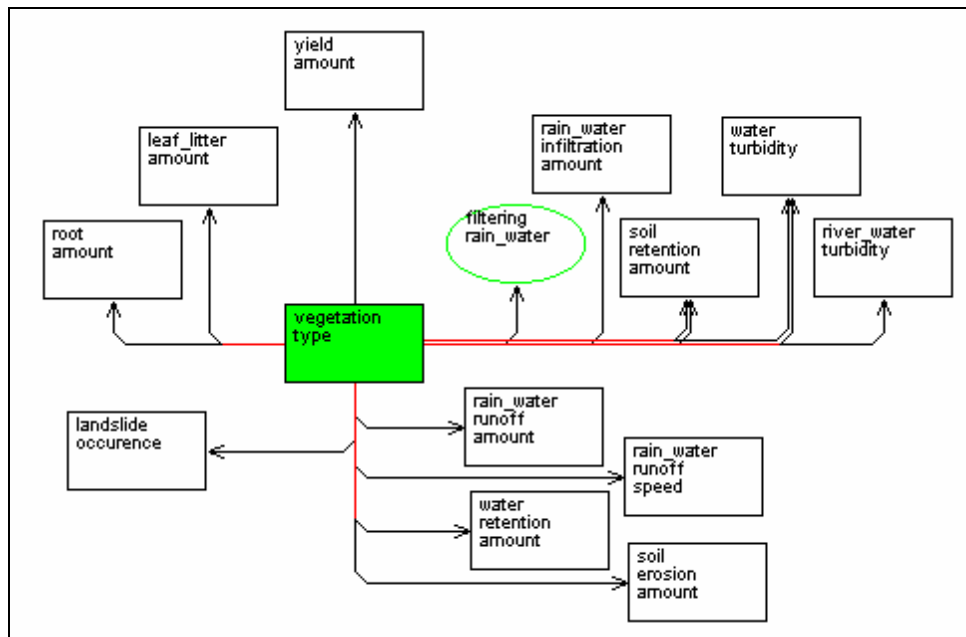 yield
amount
leaf_litter
amount
rain_water
infiltration
amount
water
turbidity
root
amount
filtering
rain_water
soil
retention
amount
river_water
turbidity
vegetation
type
rain_water
runoff
amount
landslide
occurence
rain_water
runoff
speed
water
retention
amount
soil
erosion
amount